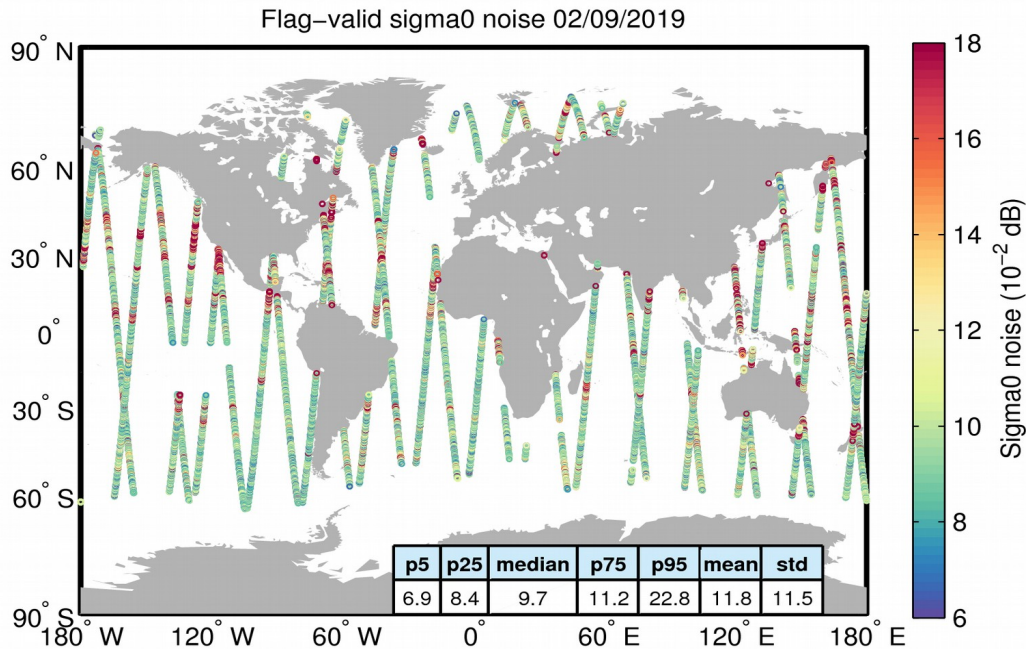 Flag-valid sigma0 noise 02/09/2019
90° N
60° N
30° N
0°
30° S
60° S
90° S
180° W
120° W
60° W
0°
60° E
120° E
180° E
p5 p25 median p75 p95 mean std
6.9 8.4 9.7 11.2 22.8 11.8 11.5
18
16
14
12
10
8
6
Sigma0 noise (10⁻² dB)